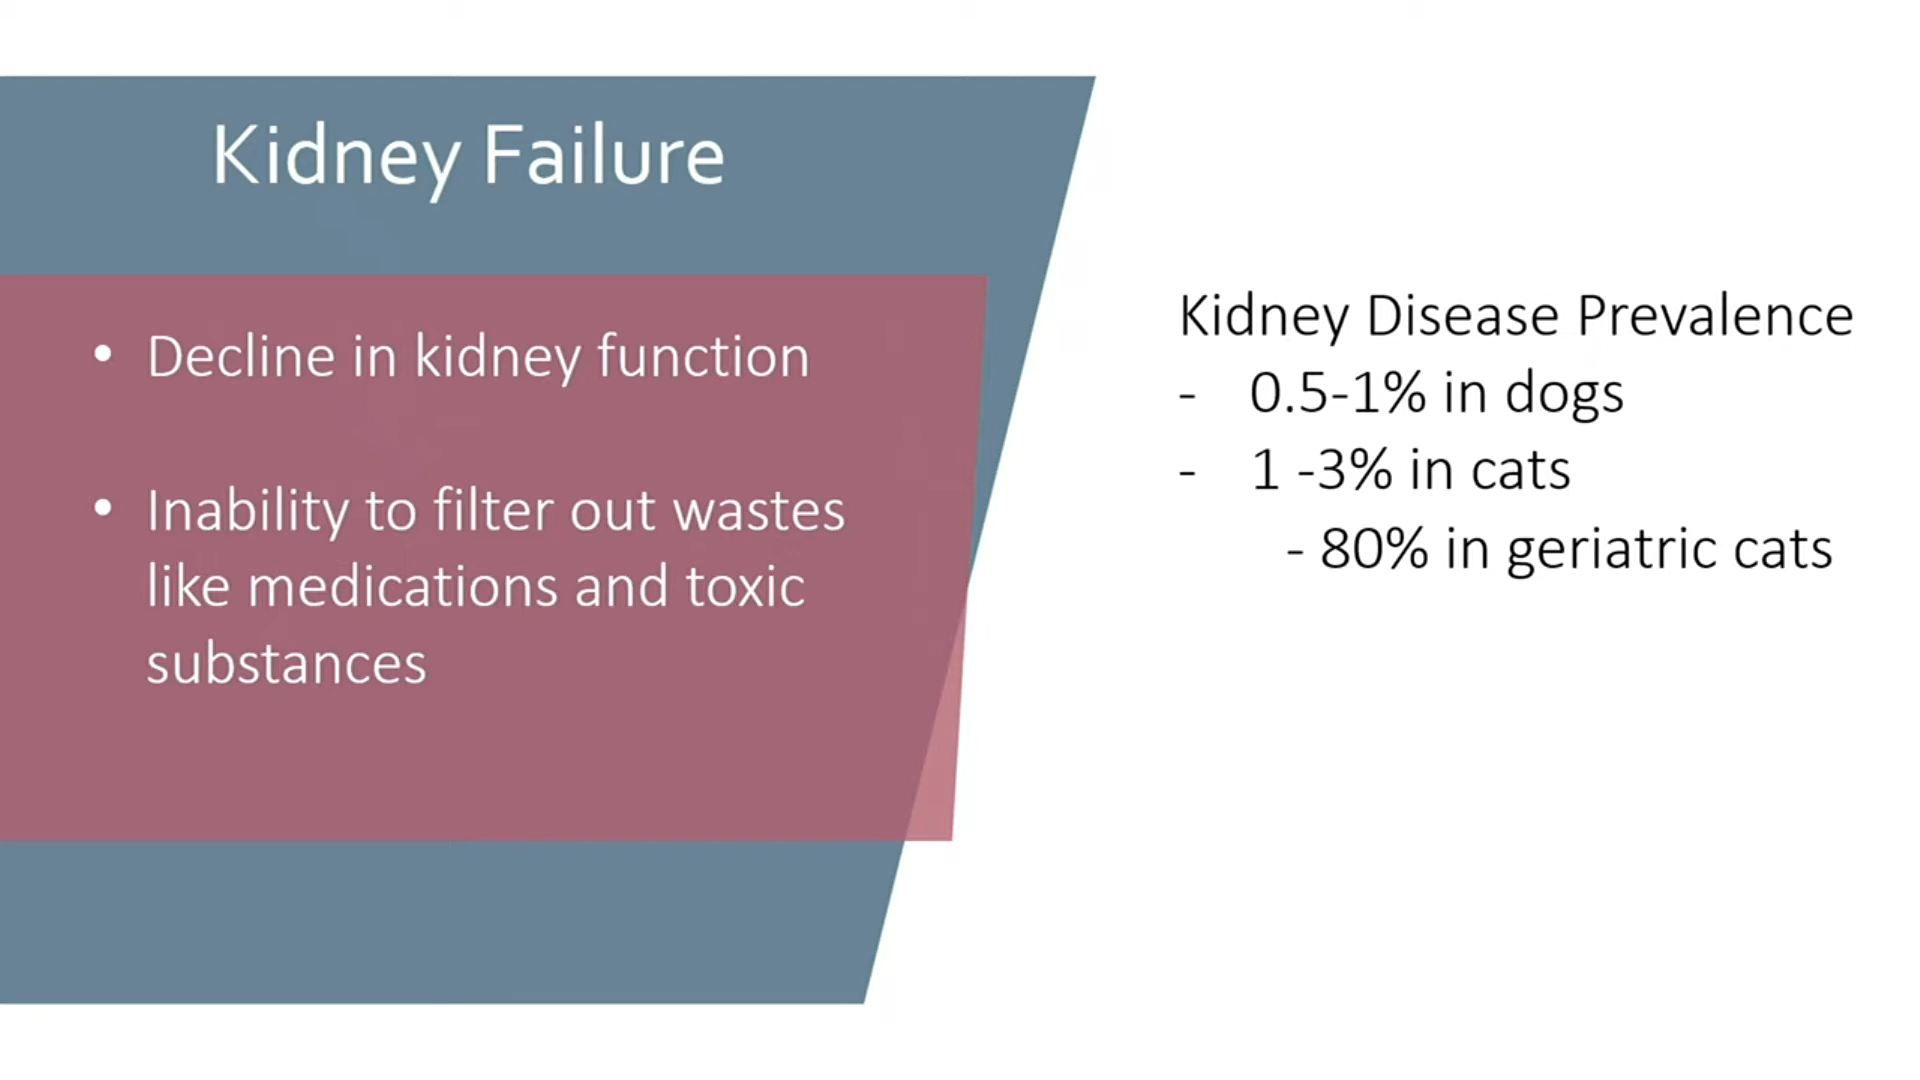 Kidney Failure
• Decline in kidney function
• Inability to filter out wastes
like medications and toxic
substances
Kidney Disease Prevalence
- 0.5-1% in dogs
- 1 -3% in cats
- 80% in geriatric cats